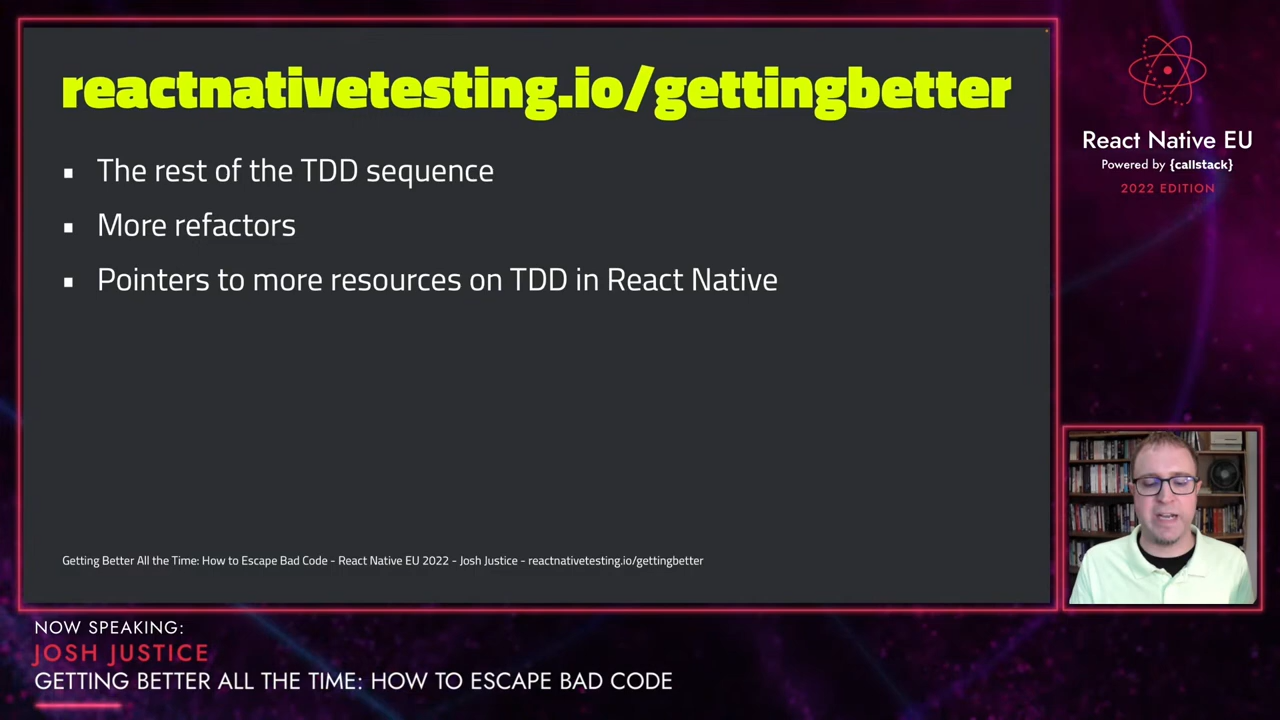 reactnativetesting.io/gettingbetter
▪ The rest of the TDD sequence
▪ More refactors
▪ Pointers to more resources on TDD in React Native
Getting Better All the Time: How to Escape Bad Code - React Native EU 2022 - Josh Justice - reactnativetesting.io/gettingbetter
React Native EU
Powered by {callstack}
2022 EDITION
NOW SPEAKING:
JOSH JUSTICE
GETTING BETTER ALL THE TIME: HOW TO ESCAPE BAD CODE